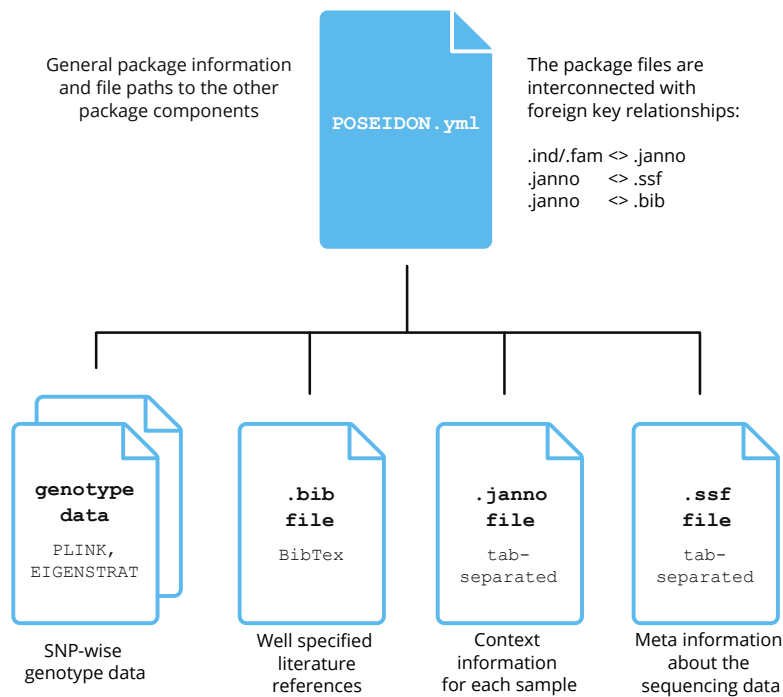 General package information
and file paths to the other
package components
POSEIDON.yml
The package files are
interconnected with
foreign key relationships:
.ind/.fam <> .janno
.janno <> .ssf
.janno <> .bib
genotype
data
PLINK,
EIGENSTRAT
SNP-wise
genotype data
.bib
file
BibTex
Well specified
literature
references
.janno
file
tab-
separated
Context
information
for each sample
.ssf
file
tab-
separated
Meta information
about the
sequencing data